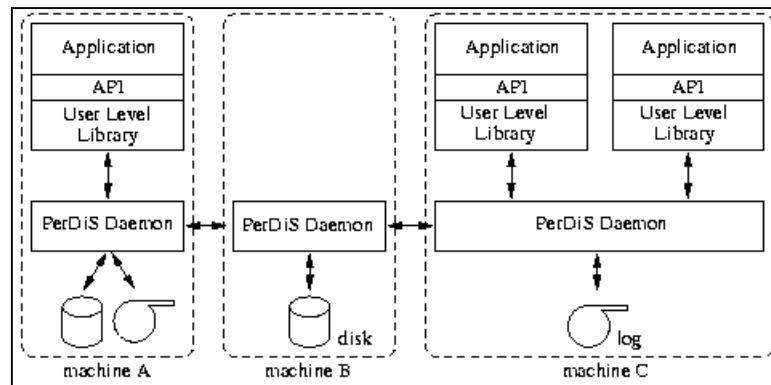 Application
API
User Level
Library
PerDiS Daemon
machine A
PerDiS Daemon
disk
machine B
Application
API
User Level
Library
Application
API
User Level
Library
PerDiS Daemon
log
machine C